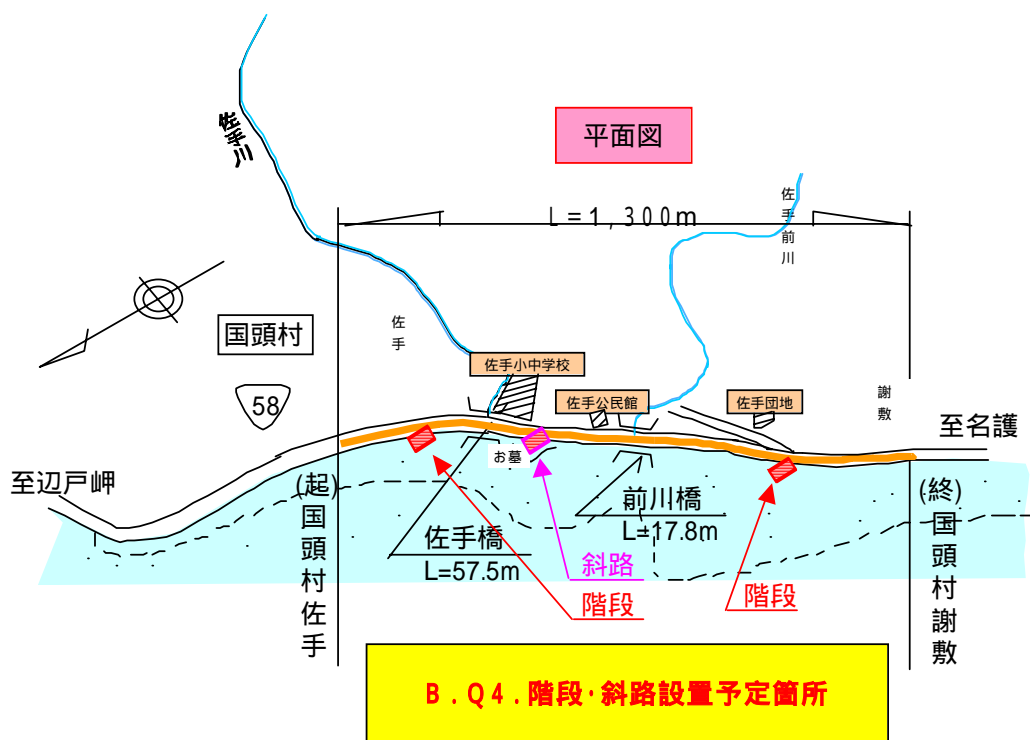 佐手川
平面図
L=1,300m
佐手前川
国頭村
佐手
佐手小中学校
58
佐手公民館
佐手団地
謝敷
至名護
お墓
至辺戸岬
(起)国頭村佐手
(終)国頭村謝敷
佐手橋
L=57.5m
前川橋
L=17.8m
斜路
階段
階段
B.Q4.階段・斜路設置予定箇所